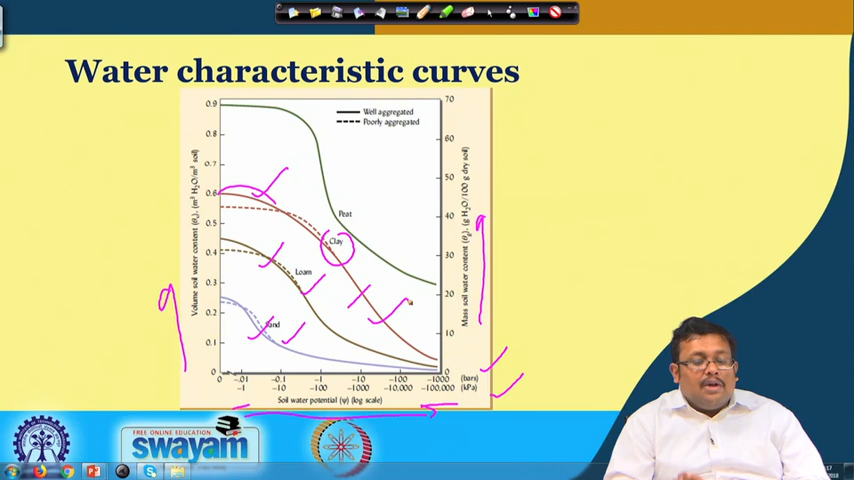 Water characteristic curves
Well aggregated
Poorly aggregated
0.9
0.8
0.7
0.6
0.5
0.4
0.3
0.2
0.1
0
Volume soil water content (θv), (m³ H₂O/m³ soil)
70
60
50
40
30
20
10
0
Mass soil water content (θg), (g H₂O/100 g dry soil)
Peat
Clay
Loam
Sand
0 –.01 –0.10 –1.00 –10 –100 –1000 (bars)
–1 –10 –100 –1000 –10,000 –100,000 (kPa)
Soil water potential (ψ) (log scale)
FREE ONLINE EDUCATION
swayam